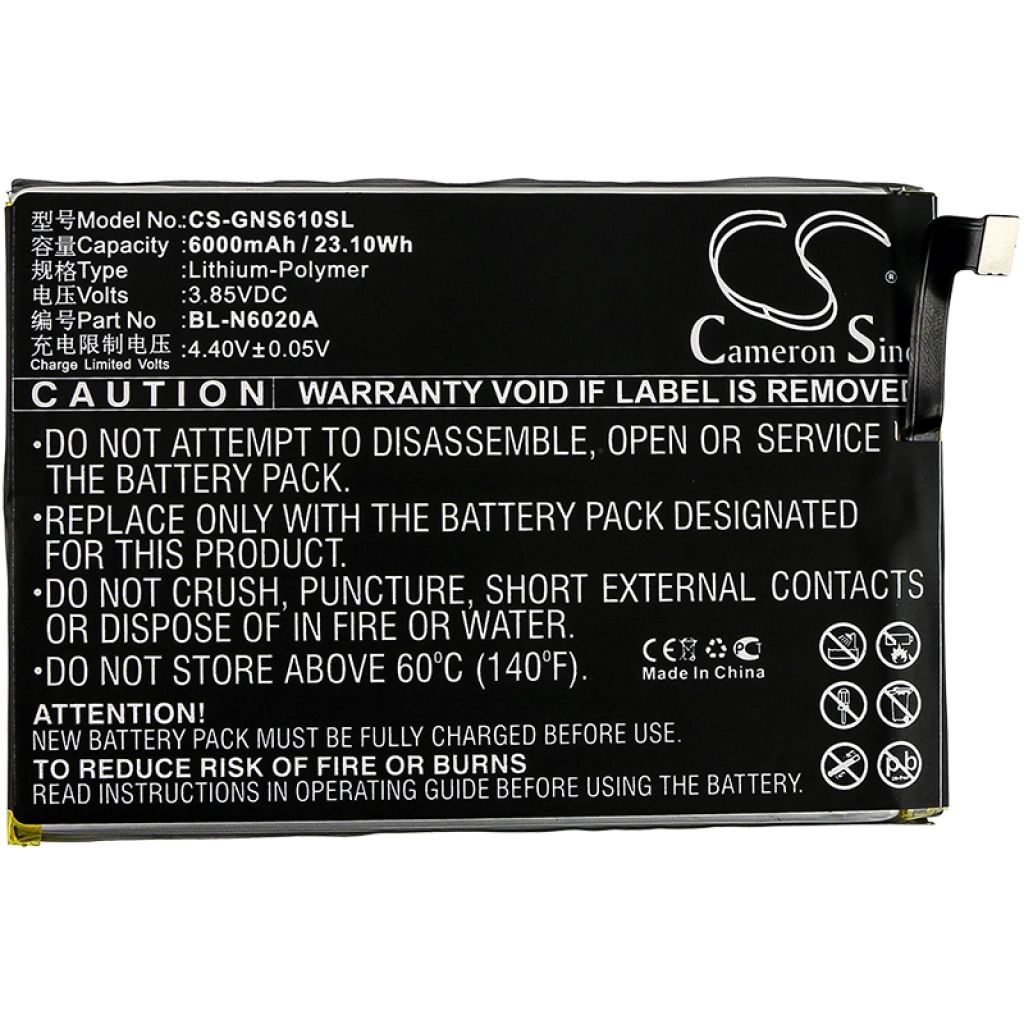 型号Model No.:CS-GNS610SL
容量Capacity :6000mAh / 23.10Wh
规格Type :Lithium-Polymer
电压Volts :3.85VDC
编号Part No :BL-N6020A
充电限制电压 :4.40V±0.05V
Charge Limited Volts
CS
®
Cameron
CAUTION WARRANTY VOID IF LABEL IS
•DO NOT ATTEMPT TO DISASSEMBLE, OPEN OR SERVICE
THE BATTERY PACK.
•REPLACE ONLY WITH THE BATTERY PACK DESIGNATED
FOR THIS PRODUCT.
•DO NOT CRUSH, PUNCTURE, SHORT EXTERNAL CONTACTS
OR DISPOSE OF IN FIRE OR WATER.
•DO NOT STORE ABOVE 60°C (140°F).
CE
Made In China
Pb
ATTENTION!
NEW BATTERY PACK MUST BE FULLY CHARGED BEFORE USE.
TO REDUCE RISK OF FIRE OR BURNS
READ INSTRUCTIONS IN OPERATING GUIDE BEFORE USING THE BATTERY.